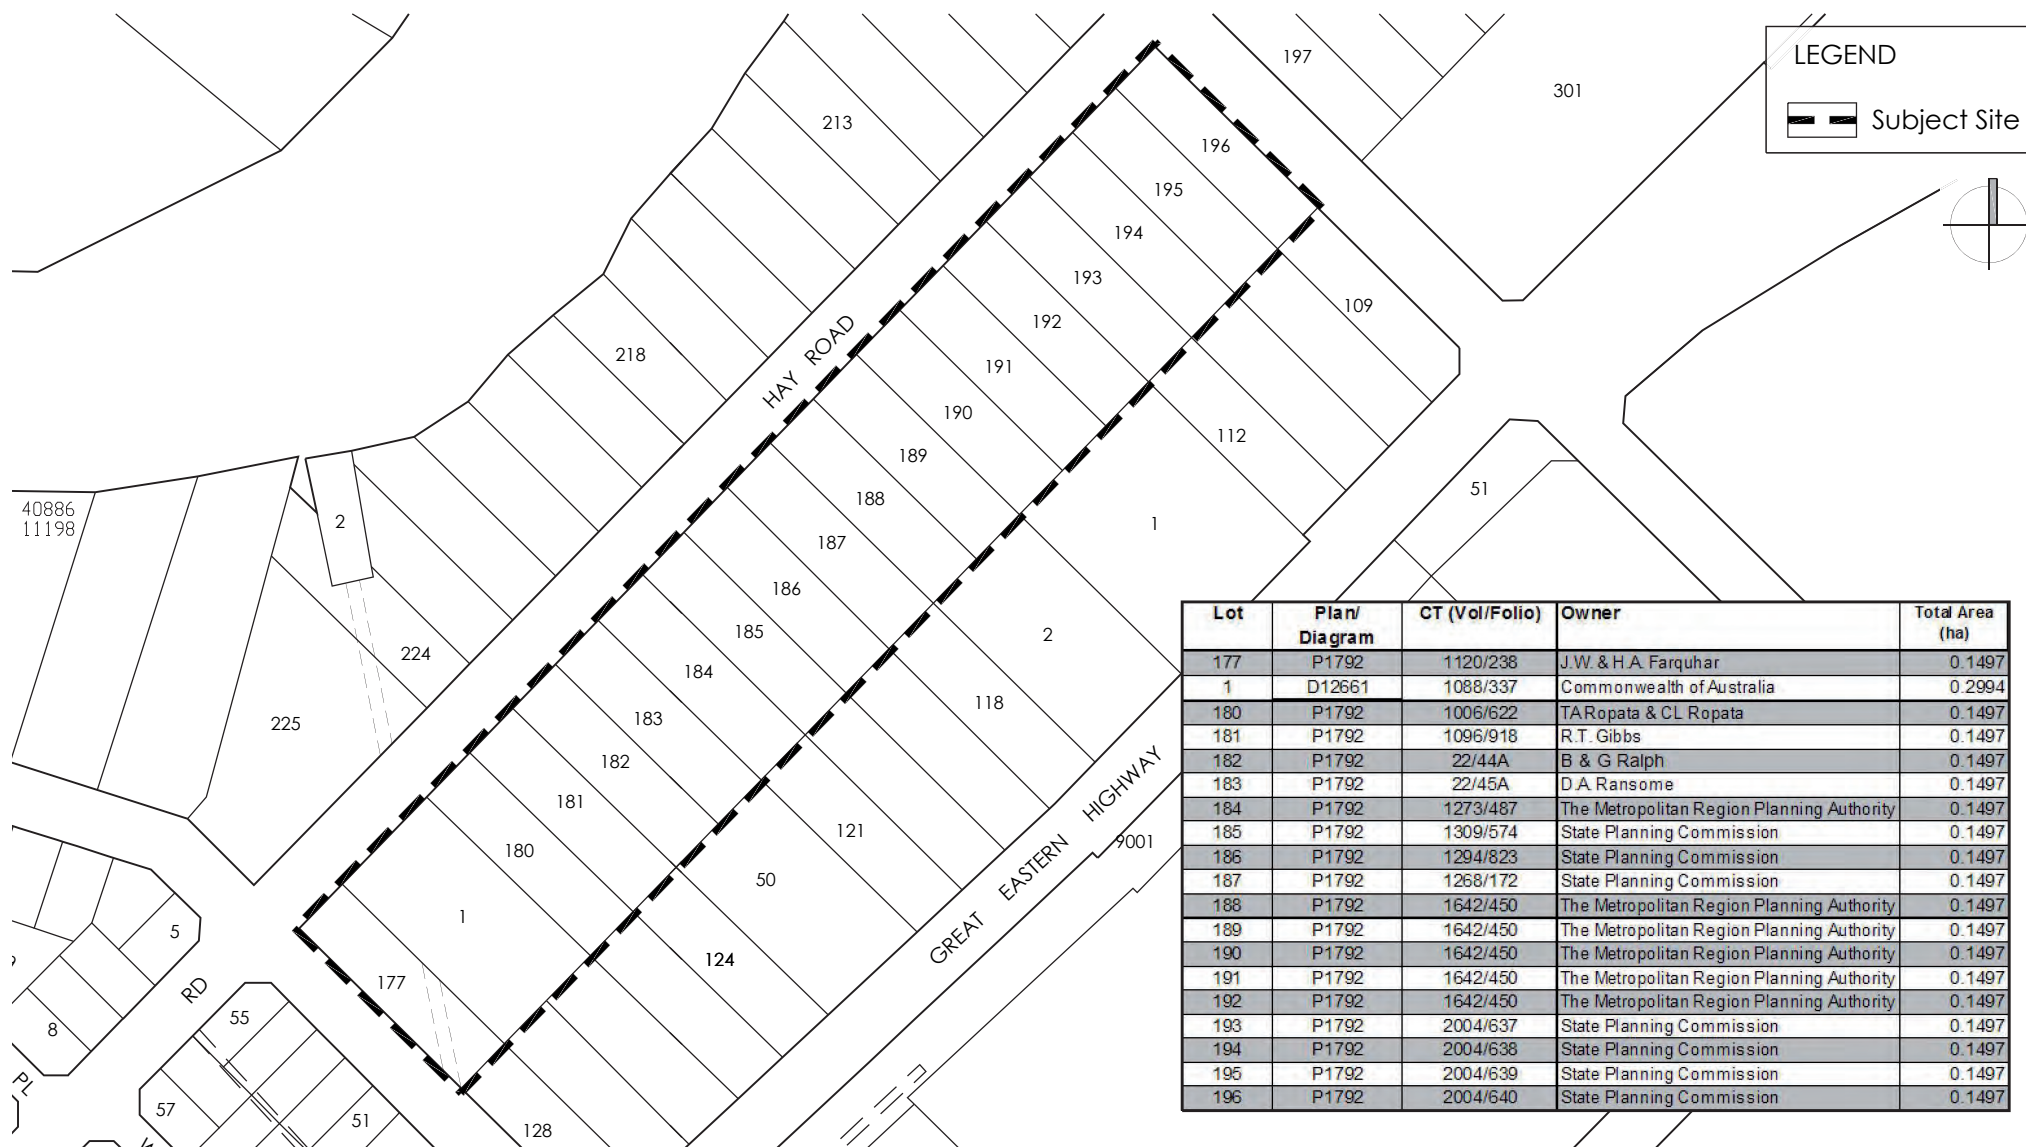 197
301
LEGEND
Subject Site
213
196
195
194
193
192
191
190
189
188
187
186
185
184
183
182
181
180
1
177
HAY ROAD
218
109
112
1
2
118
121
50
124
128
51
40886
11198
2
224
225
GREAT EASTERN HIGHWAY
9001
5
8
RD
PL
55
57
51
Lot Plan/ Diagram CT (Vol/Folio) Owner Total Area (ha)
177 P1792 1120/238 J.W. & H.A. Farquhar 0.1497
1 D12661 1088/337 Commonwealth of Australia 0.2994
180 P1792 1006/622 TA Ropata & CL Ropata 0.1497
181 P1792 1096/918 R.T. Gibbs 0.1497
182 P1792 22/44A B & G Ralph 0.1497
183 P1792 22/45A D.A. Ransome 0.1497
184 P1792 1273/487 The Metropolitan Region Planning Authority 0.1497
185 P1792 1309/574 State Planning Commission 0.1497
186 P1792 1294/823 State Planning Commission 0.1497
187 P1792 1268/172 State Planning Commission 0.1497
188 P1792 1642/450 The Metropolitan Region Planning Authority 0.1497
189 P1792 1642/450 The Metropolitan Region Planning Authority 0.1497
190 P1792 1642/450 The Metropolitan Region Planning Authority 0.1497
191 P1792 1642/450 The Metropolitan Region Planning Authority 0.1497
192 P1792 1642/450 The Metropolitan Region Planning Authority 0.1497
193 P1792 2004/637 State Planning Commission 0.1497
194 P1792 2004/638 State Planning Commission 0.1497
195 P1792 2004/639 State Planning Commission 0.1497
196 P1792 2004/640 State Planning Commission 0.1497